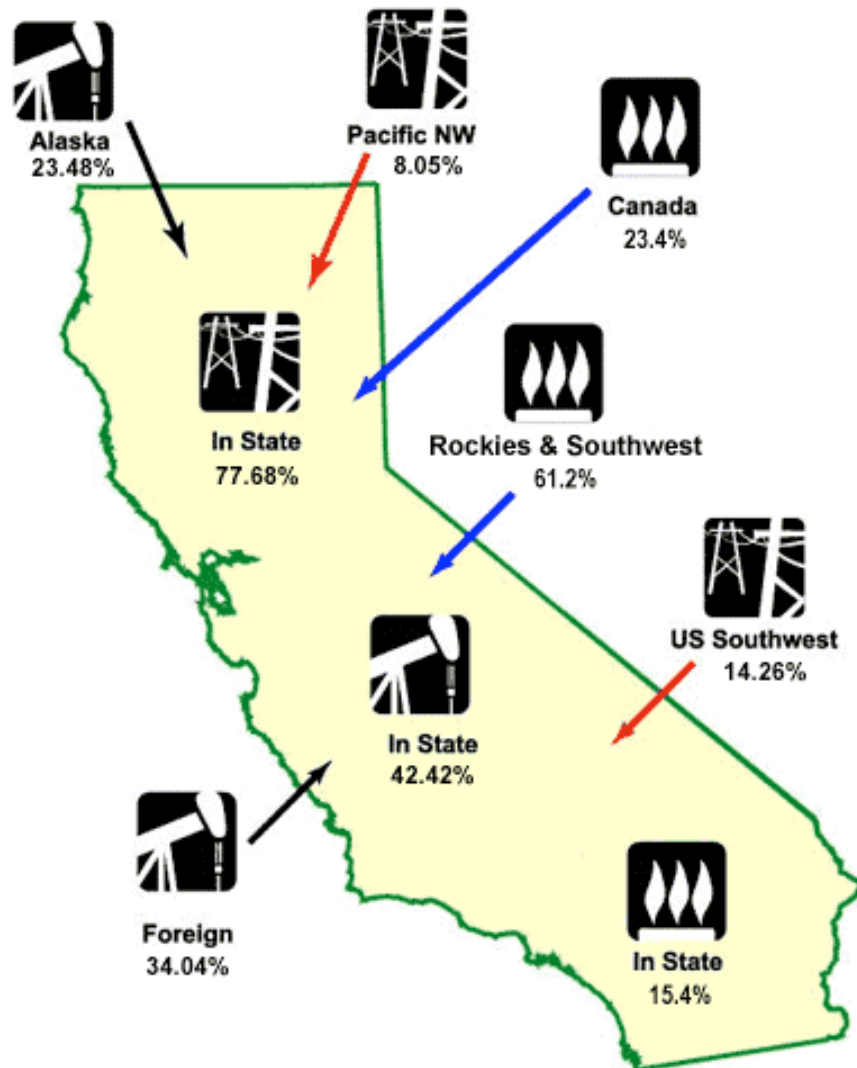 Alaska
23.48%
Pacific NW
8.05%
Canada
23.4%
In State
77.68%
Rockies & Southwest
61.2%
US Southwest
14.26%
In State
42.42%
Foreign
34.04%
In State
15.4%